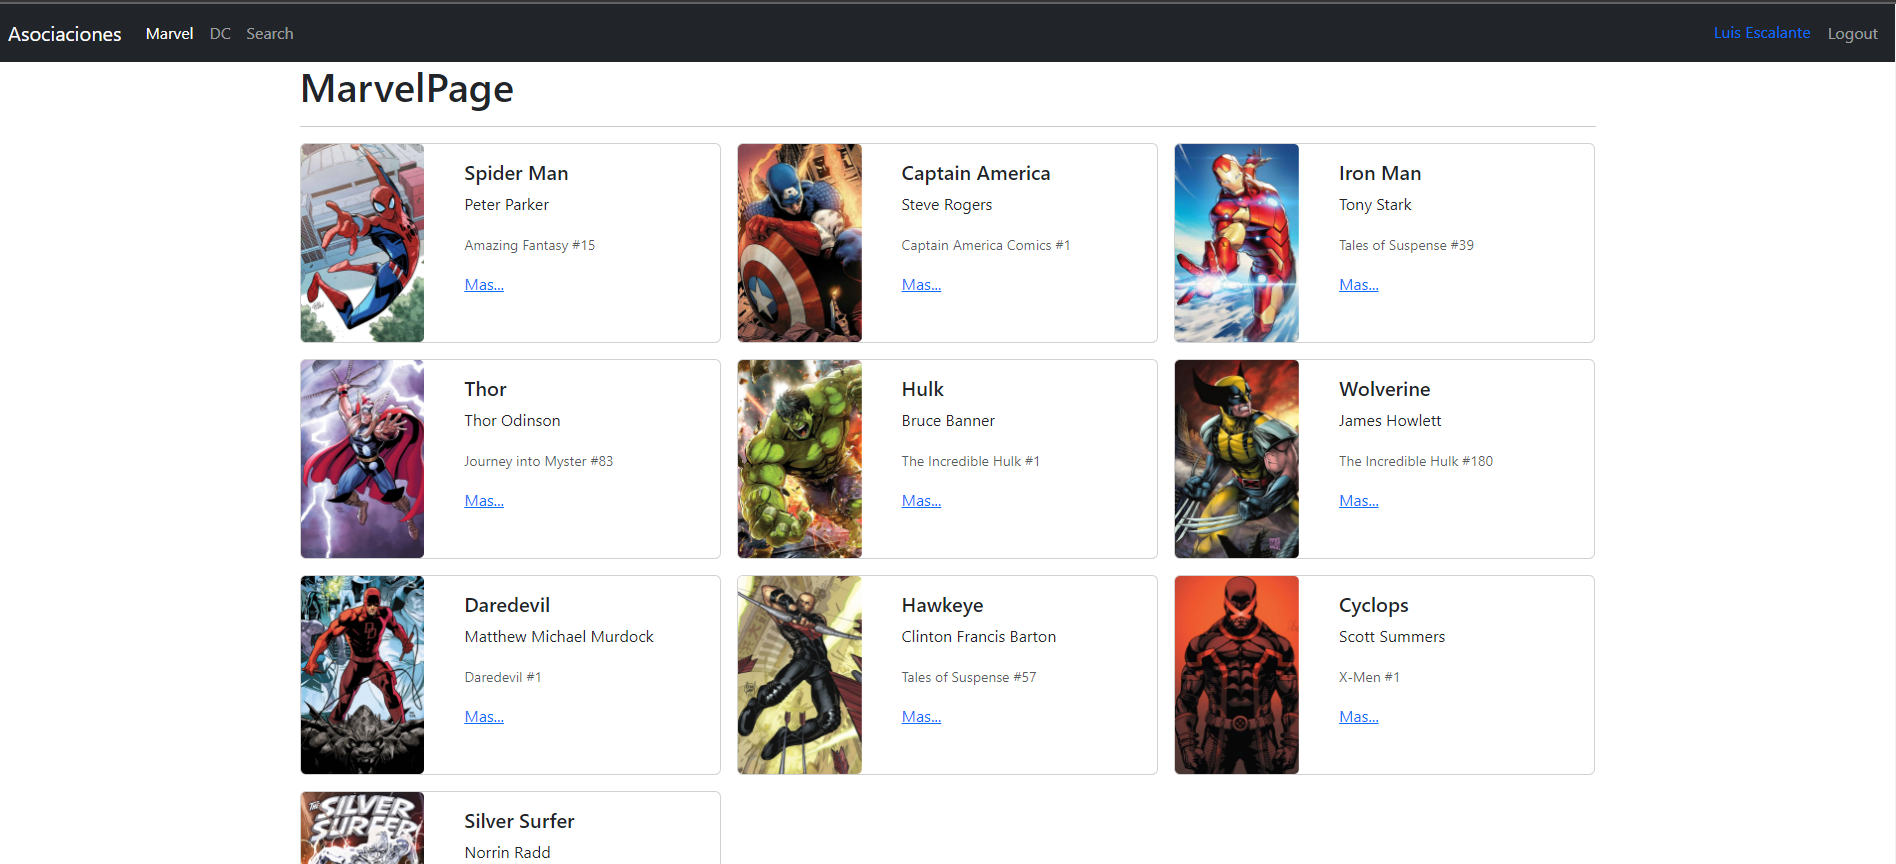 Asociaciones Marvel DC Search Luis Escalante Logout
MarvelPage
Spider Man
Peter Parker
Amazing Fantasy #15
Mas...
Captain America
Steve Rogers
Captain America Comics #1
Mas...
Iron Man
Tony Stark
Tales of Suspense #39
Mas...
Thor
Thor Odinson
Journey into Myster #83
Mas...
Hulk
Bruce Banner
The Incredible Hulk #1
Mas...
Wolverine
James Howlett
The Incredible Hulk #180
Mas...
DD
Daredevil
Matthew Michael Murdock
Daredevil #1
Mas...
Hawkeye
Clinton Francis Barton
Tales of Suspense #57
Mas...
Cyclops
Scott Summers
X-Men #1
Mas...
THE SILVER
SURFER
Silver Surfer
Norrin Radd